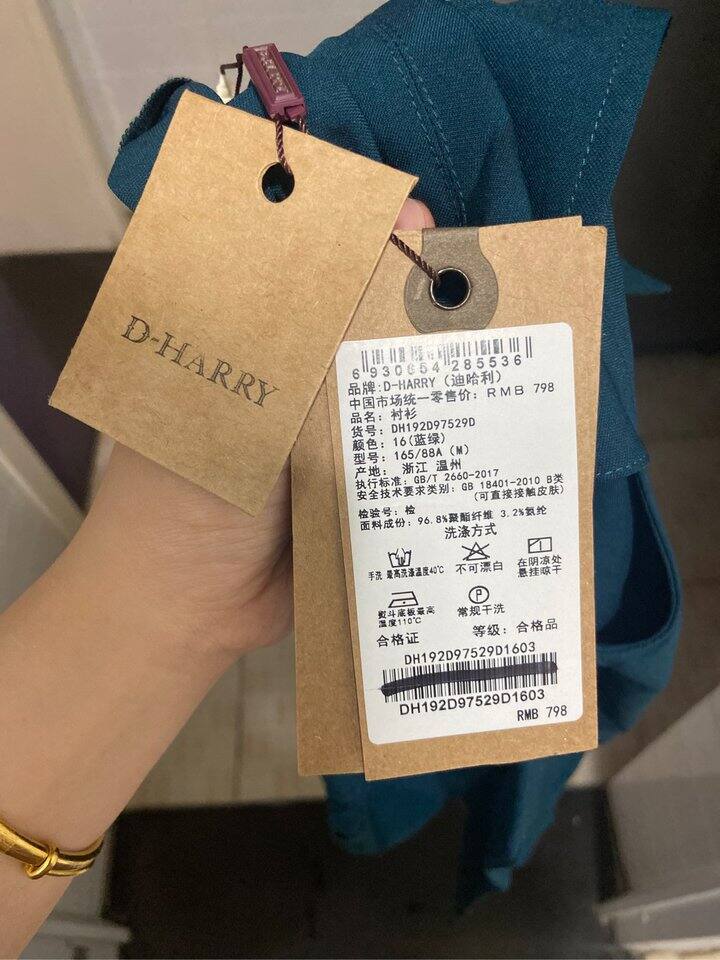 D-HARRY
6 930654 285536
品牌:D-HARRY (迪哈利)
中国市场统一零售价: RMB 798
品名: 衬衫
货号: DH192D97529D
颜色: 16(蓝绿)
型号: 165/88A (M)
产地: 浙江 温州
执行标准: GB/T 2660-2017
安全技术要求类别: GB 18401-2010 B类
(可直接接触皮肤)
检验号: 检
面料成份: 96.8%聚酯纤维 3.2%氨纶
洗涤方式
手洗 最高洗涤温度40℃
不可漂白
在阴凉处
悬挂晾干
熨斗底板最高
温度110℃
P
常规干洗
合格证 等级: 合格品
DH192D97529D1603
DH192D97529D1603
RMB 798